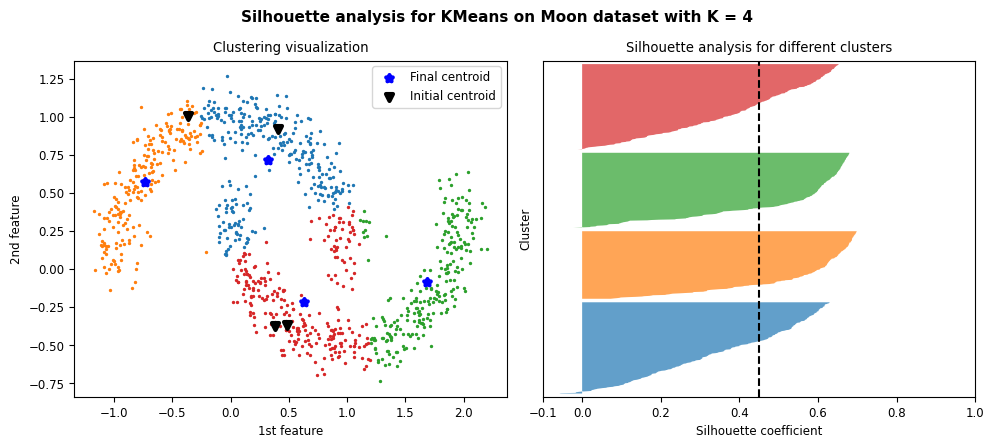 Silhouette analysis for KMeans on Moon dataset with K = 4
Clustering visualization
Final centroid
Initial centroid
1.25
1.00
0.75
0.50
0.25
0.00
−0.25
−0.50
−0.75
2nd feature
−1.0 −0.5 0.0 0.5 1.0 1.5 2.0
1st feature
Silhouette analysis for different clusters
Cluster
−0.1 0.0 0.2 0.4 0.6 0.8 1.0
Silhouette coefficient